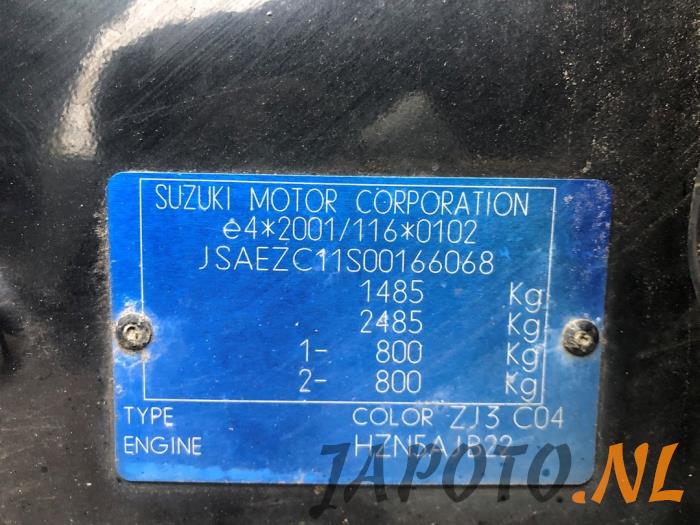 SUZUKI MOTOR CORPORATION
e4*2001/116*0102
JSAEZC11S00166068
1485 Kg
2485 Kg
1- 800 Kg
2- 800 Kg
TYPE COLOR ZJ3 C04
ENGINE HZN5AJB22
JAPOTO.NL